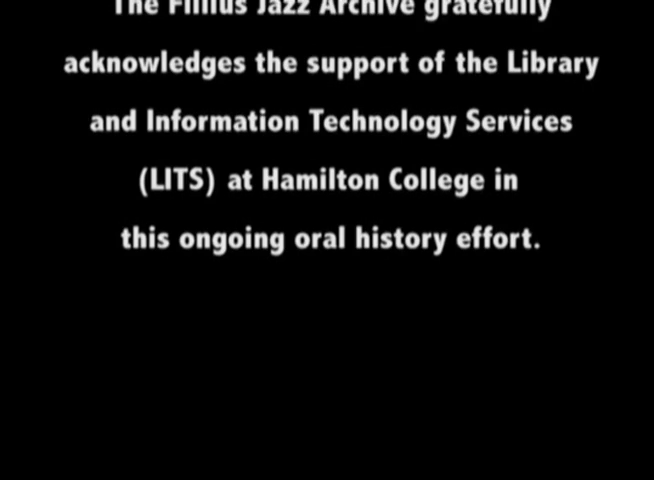 The Fillius Jazz Archive gratefully
acknowledges the support of the Library
and Information Technology Services
(LITS) at Hamilton College in
this ongoing oral history effort.